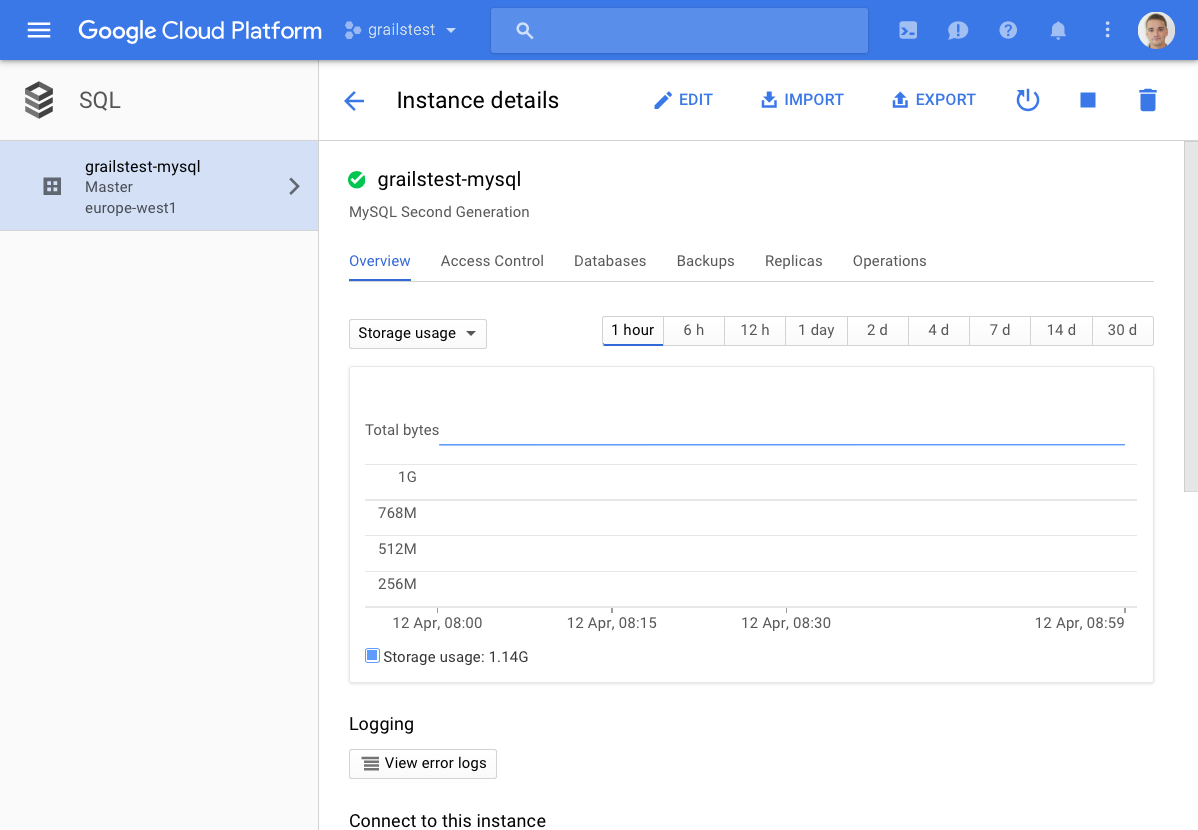 Google Cloud Platform
grailstest
SQL
Instance details
EDIT
IMPORT
EXPORT
grailstest-mysql
Master
europe-west1
grailstest-mysql
MySQL Second Generation
Overview Access Control Databases Backups Replicas Operations
Storage usage
1 hour 6 h 12 h 1 day 2 d 4 d 7 d 14 d 30 d
Total bytes
1G
768M
512M
256M
12 Apr, 08:00 12 Apr, 08:15 12 Apr, 08:30 12 Apr, 08:59
Storage usage: 1.14G
Logging
View error logs
Connect to this instance